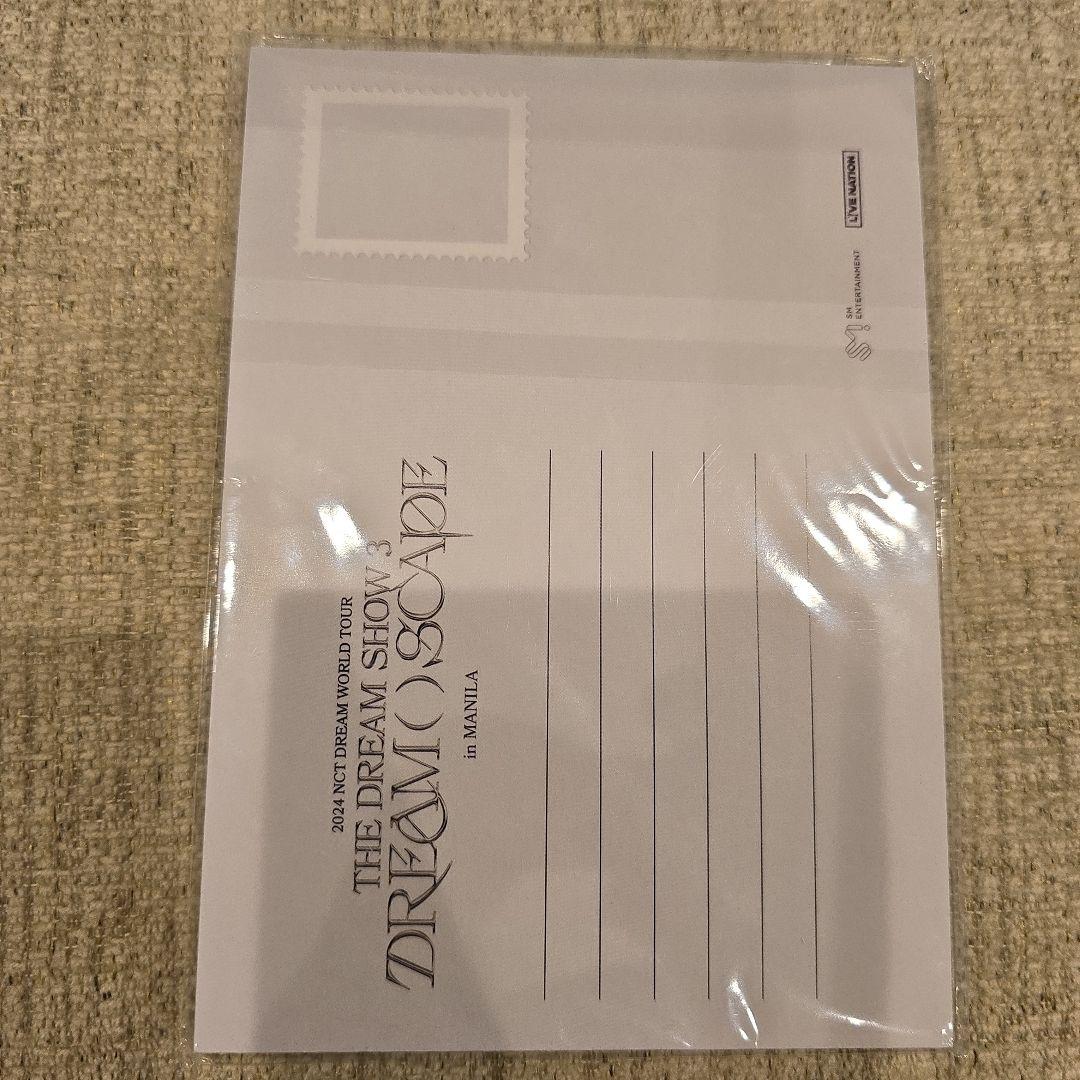 2024 NCT DREAM WORLD TOUR
THE DREAM SHOW 3
DREAM( )SCAPE
in MANILA
SM
ENTERTAINMENT
LIVE NATION